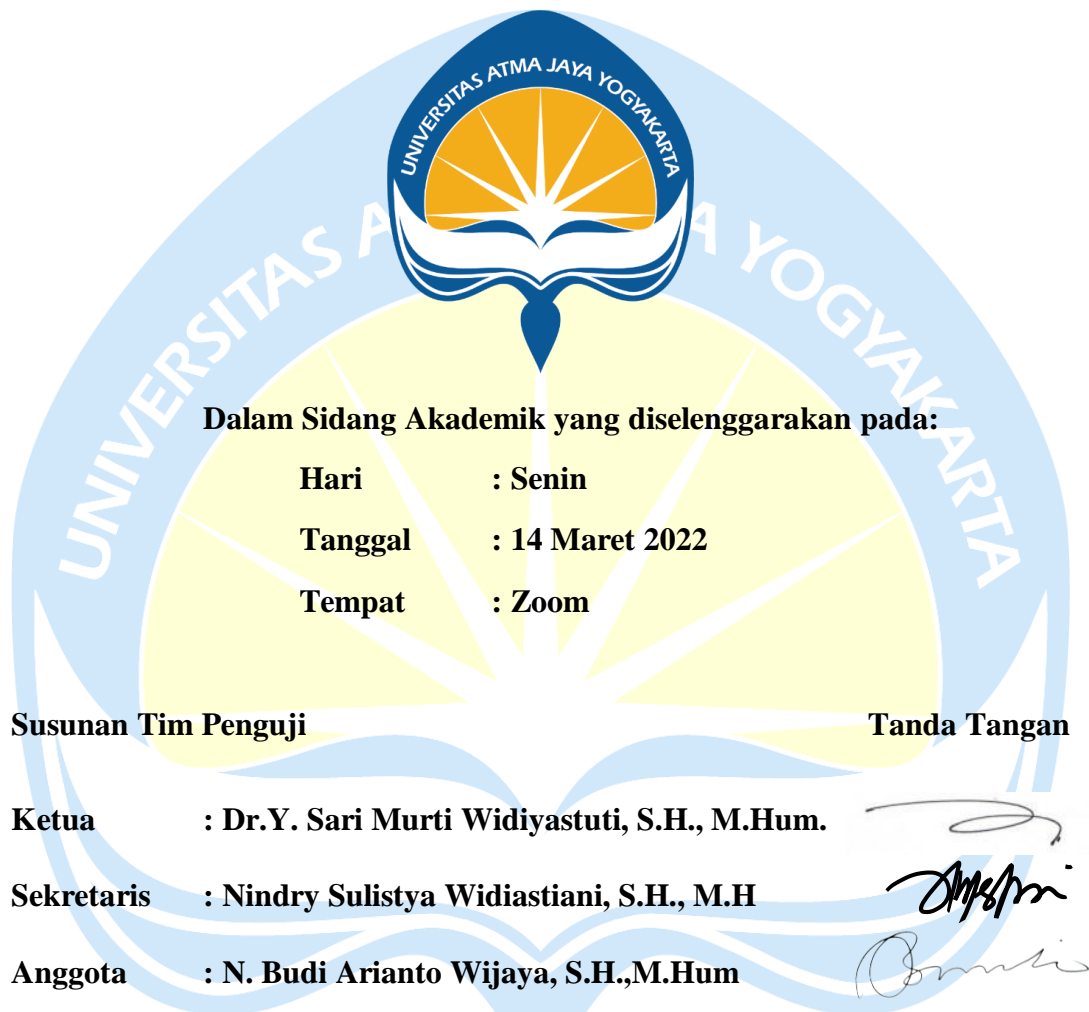 UNIVERSITAS ATMA JAYA YOGYAKARTA
UNIVERSITAS A A YOGYAKARTA
Dalam Sidang Akademik yang diselenggarakan pada:
Hari : Senin
Tanggal : 14 Maret 2022
Tempat : Zoom
Susunan Tim Penguji Tanda Tangan
Ketua : Dr.Y. Sari Murti Widiyastuti, S.H., M.Hum.
Sekretaris : Nindry Sulistya Widiastiani, S.H., M.H
Anggota : N. Budi Arianto Wijaya, S.H.,M.Hum